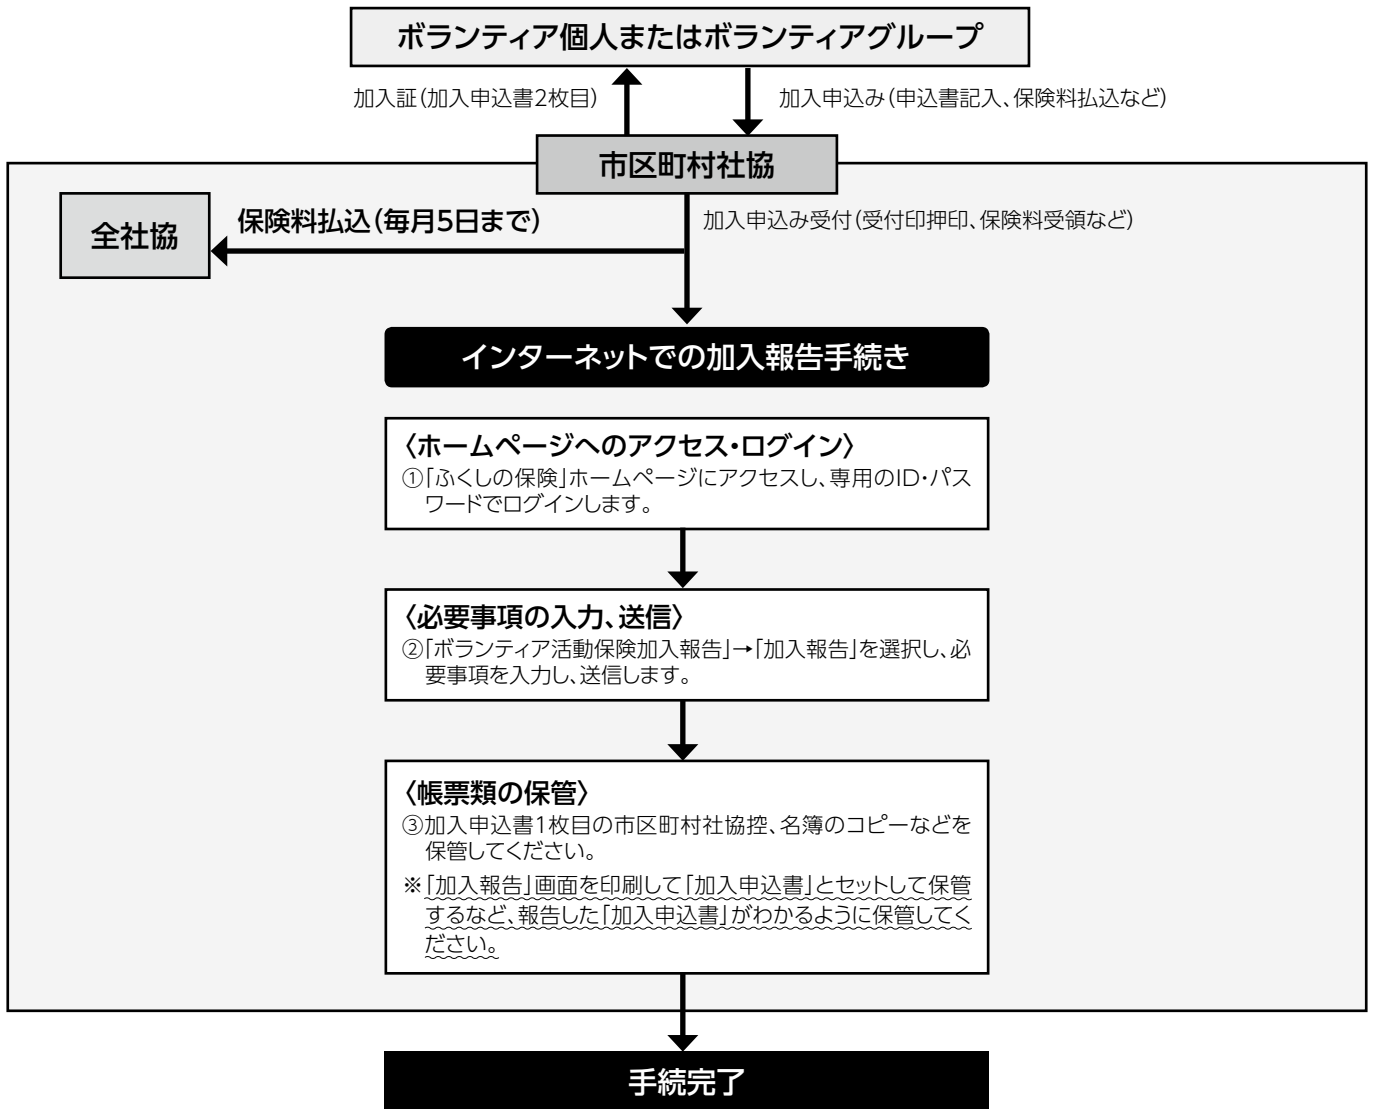 ボランティア個人またはボランティアグループ
加入証(加入申込書2枚目)
加入申込み(申込書記入、保険料払込など)
市区町村社協
全社協
保険料払込(毎月5日まで)
加入申込み受付(受付印押印、保険料受領など)
インターネットでの加入報告手続き
〈ホームページへのアクセス・ログイン〉
①「ふくしの保険」ホームページにアクセスし、専用のID・パス
ワードでログインします。
〈必要事項の入力、送信〉
②「ボランティア活動保険加入報告」→「加入報告」を選択し、必
要事項を入力し、送信します。
〈帳票類の保管〉
③加入申込書1枚目の市区町村社協控、名簿のコピーなどを
保管してください。
※「加入報告」画面を印刷して「加入申込書」とセットして保管
するなど、報告した「加入申込書」がわかるように保管してく
ださい。
手続完了